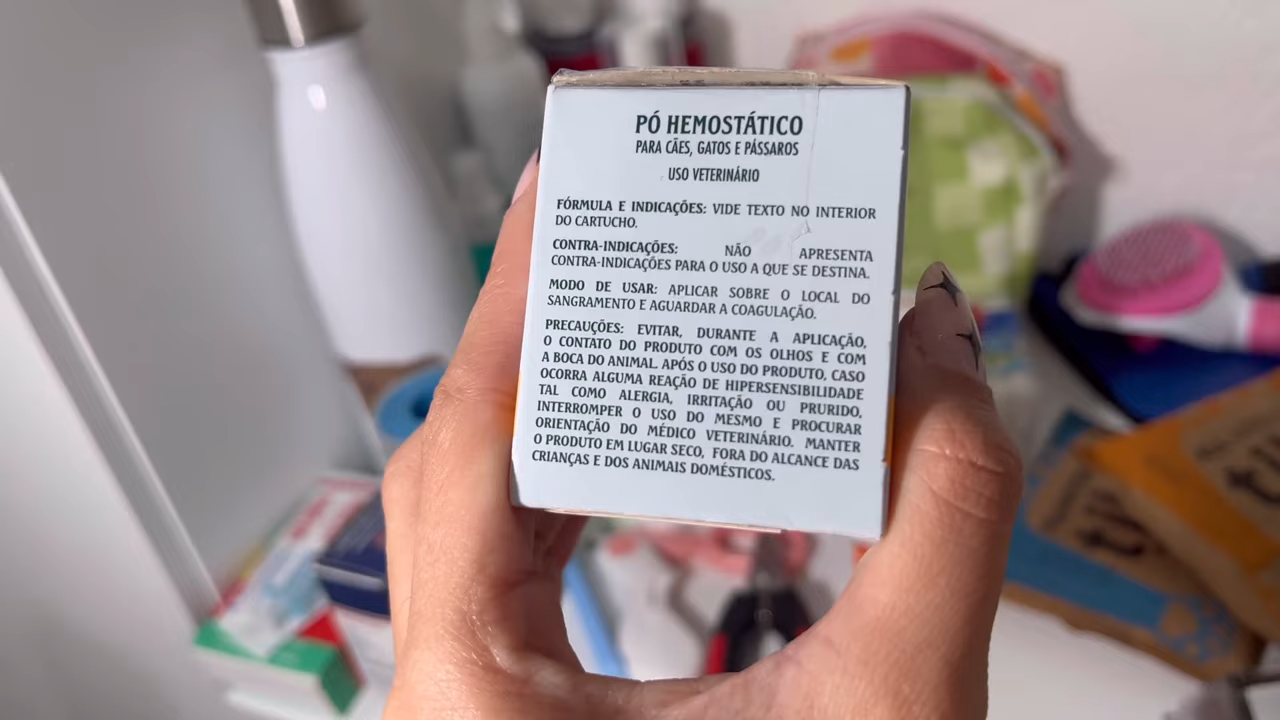 PÓ HEMOSTÁTICO
PARA CÃES, GATOS E PÁSSAROS
USO VETERINÁRIO
FÓRMULA E INDICAÇÕES: VIDE TEXTO NO INTERIOR
DO CARTUCHO.
CONTRA-INDICAÇÕES: NÃO APRESENTA
CONTRA-INDICAÇÕES PARA O USO A QUE SE DESTINA.
MODO DE USAR: APLICAR SOBRE O LOCAL DO
SANGRAMENTO E AGUARDAR A COAGULAÇÃO.
PRECAUÇÕES: EVITAR, DURANTE A APLICAÇÃO,
O CONTATO DO PRODUTO COM OS OLHOS E COM
A BOCA DO ANIMAL. APÓS O USO DO PRODUTO, CASO
OCORRA ALGUMA REAÇÃO DE HIPERSENSIBILIDADE
TAL COMO ALERGIA, IRRITAÇÃO OU PRURIDO,
INTERROMPER O USO DO MESMO E PROCURAR
ORIENTAÇÃO DO MÉDICO VETERINÁRIO. MANTER
O PRODUTO EM LUGAR SECO, FORA DO ALCANCE DAS
CRIANÇAS E DOS ANIMAIS DOMÉSTICOS.